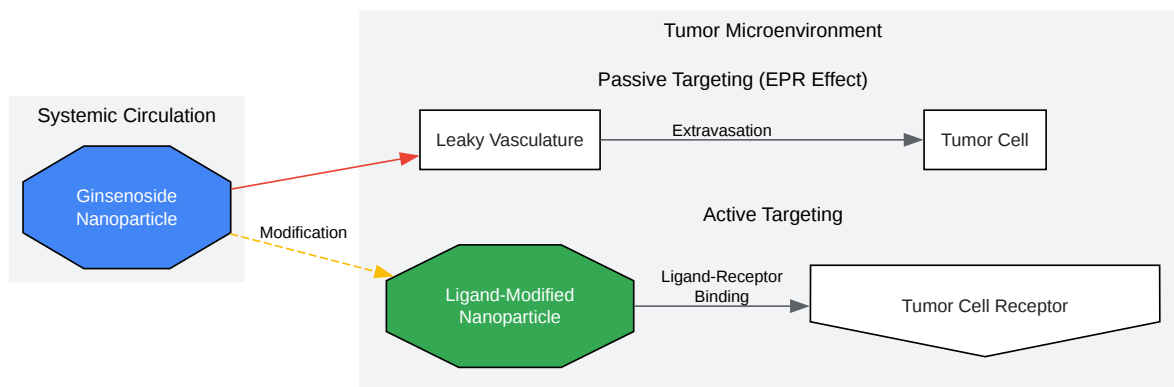 Tumor Microenvironment
Passive Targeting (EPR Effect)
Systemic Circulation
Leaky Vasculature
Extravasation
Tumor Cell
Ginsenoside
Nanoparticle
Modification
Active Targeting
Ligand-Modified
Nanoparticle
Ligand-Receptor
Binding
Tumor Cell Receptor